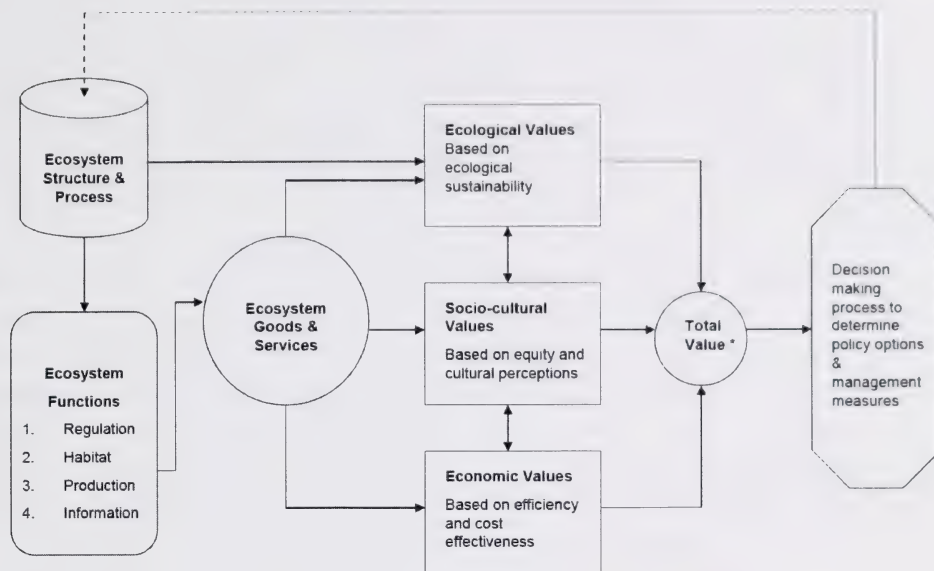 Ecosystem
Structure &
Process
Ecosystem
Functions
1. Regulation
2. Habitat
3. Production
4. Information
Ecosystem
Goods &
Services
Ecological Values
Based on
ecological
sustainability
Socio-cultural
Values
Based on equity and
cultural perceptions
Economic Values
Based on efficiency
and cost
effectiveness
Total
Value *
Decision
making
process to
determine
policy options
&
management
measures